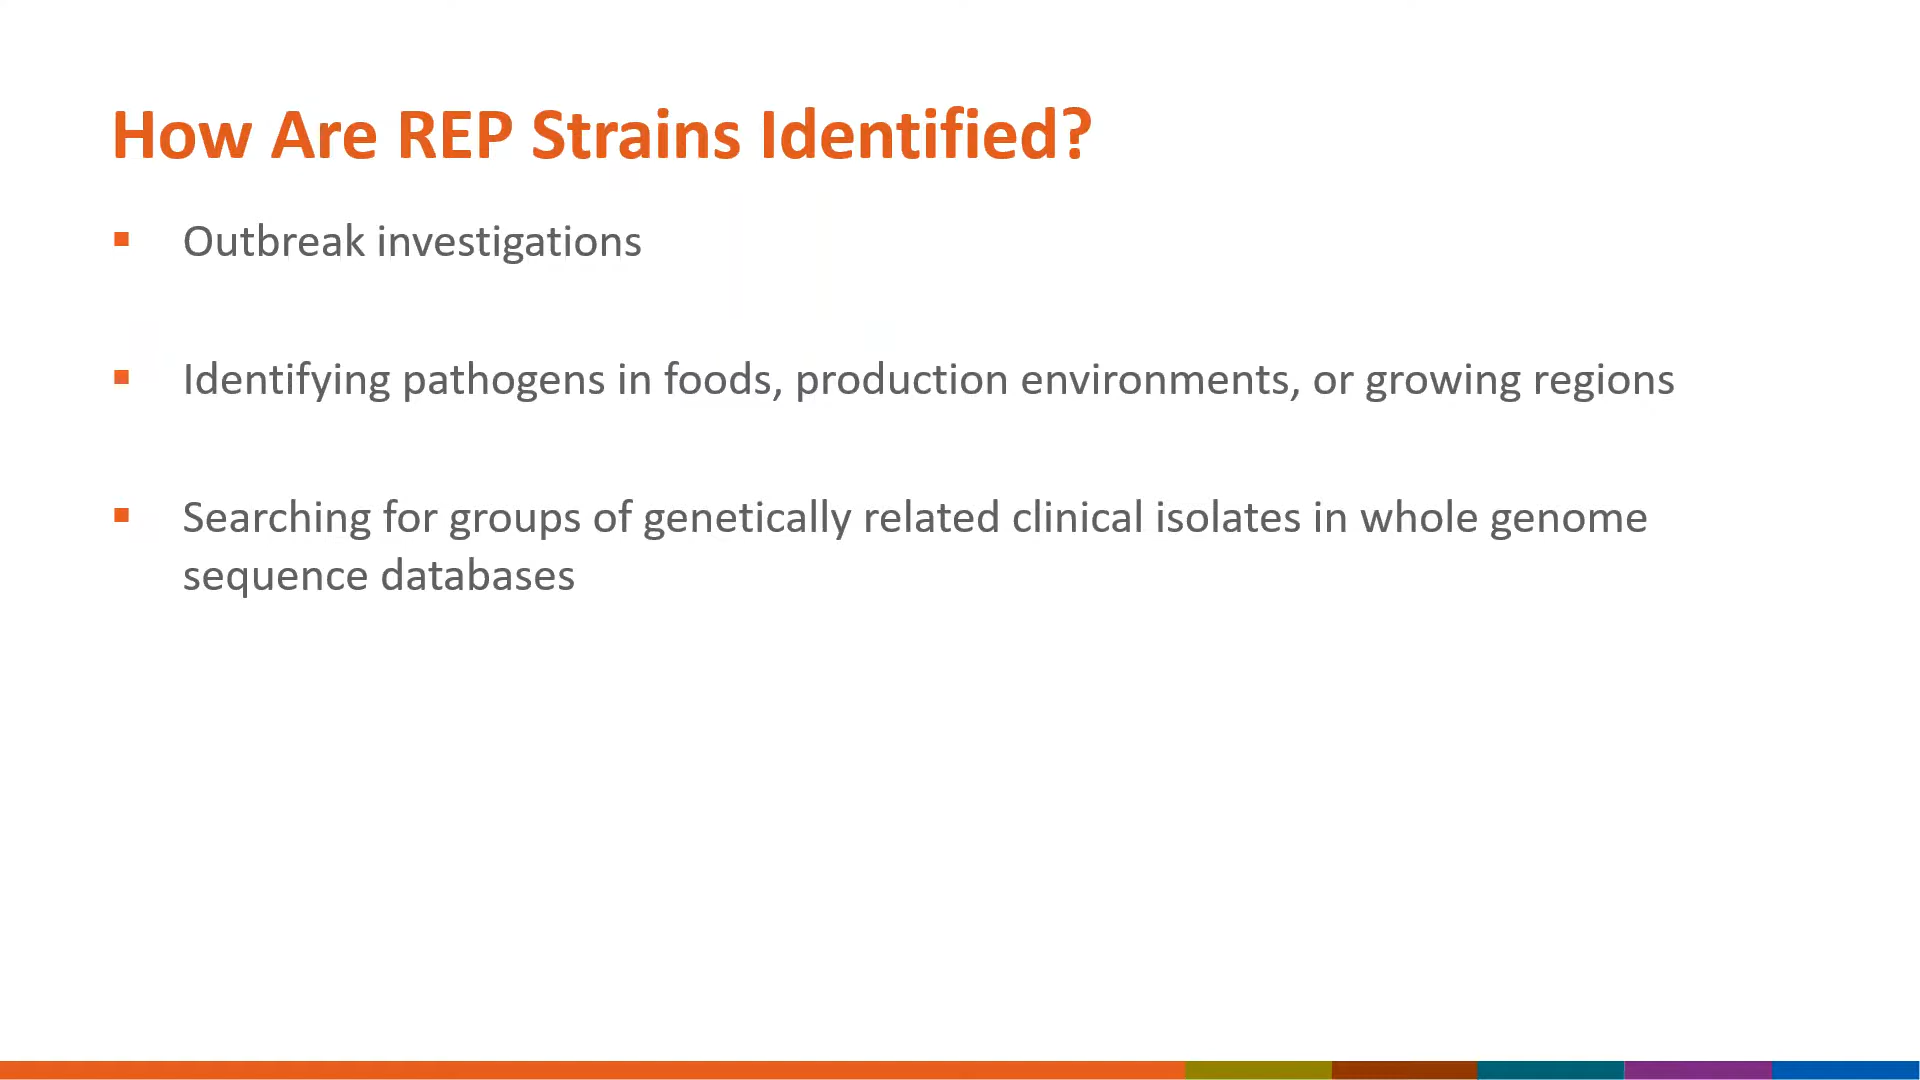 How Are REP Strains Identified?
▪ Outbreak investigations
▪ Identifying pathogens in foods, production environments, or growing regions
▪ Searching for groups of genetically related clinical isolates in whole genome
sequence databases